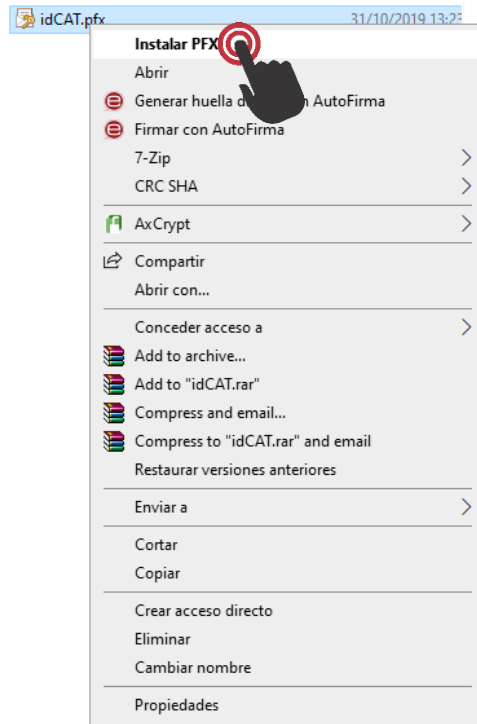 idCAT.pfx 31/10/2019 13:23
Instalar PFX
Abrir
Generar huella d AutoFirma
Firmar con AutoFirma
7-Zip
CRC SHA
AxCrypt
Compartir
Abrir con...
Conceder acceso a
Add to archive...
Add to "idCAT.rar"
Compress and email...
Compress to "idCAT.rar" and email
Restaurar versiones anteriores
Enviar a
Cortar
Copiar
Crear acceso directo
Eliminar
Cambiar nombre
Propiedades